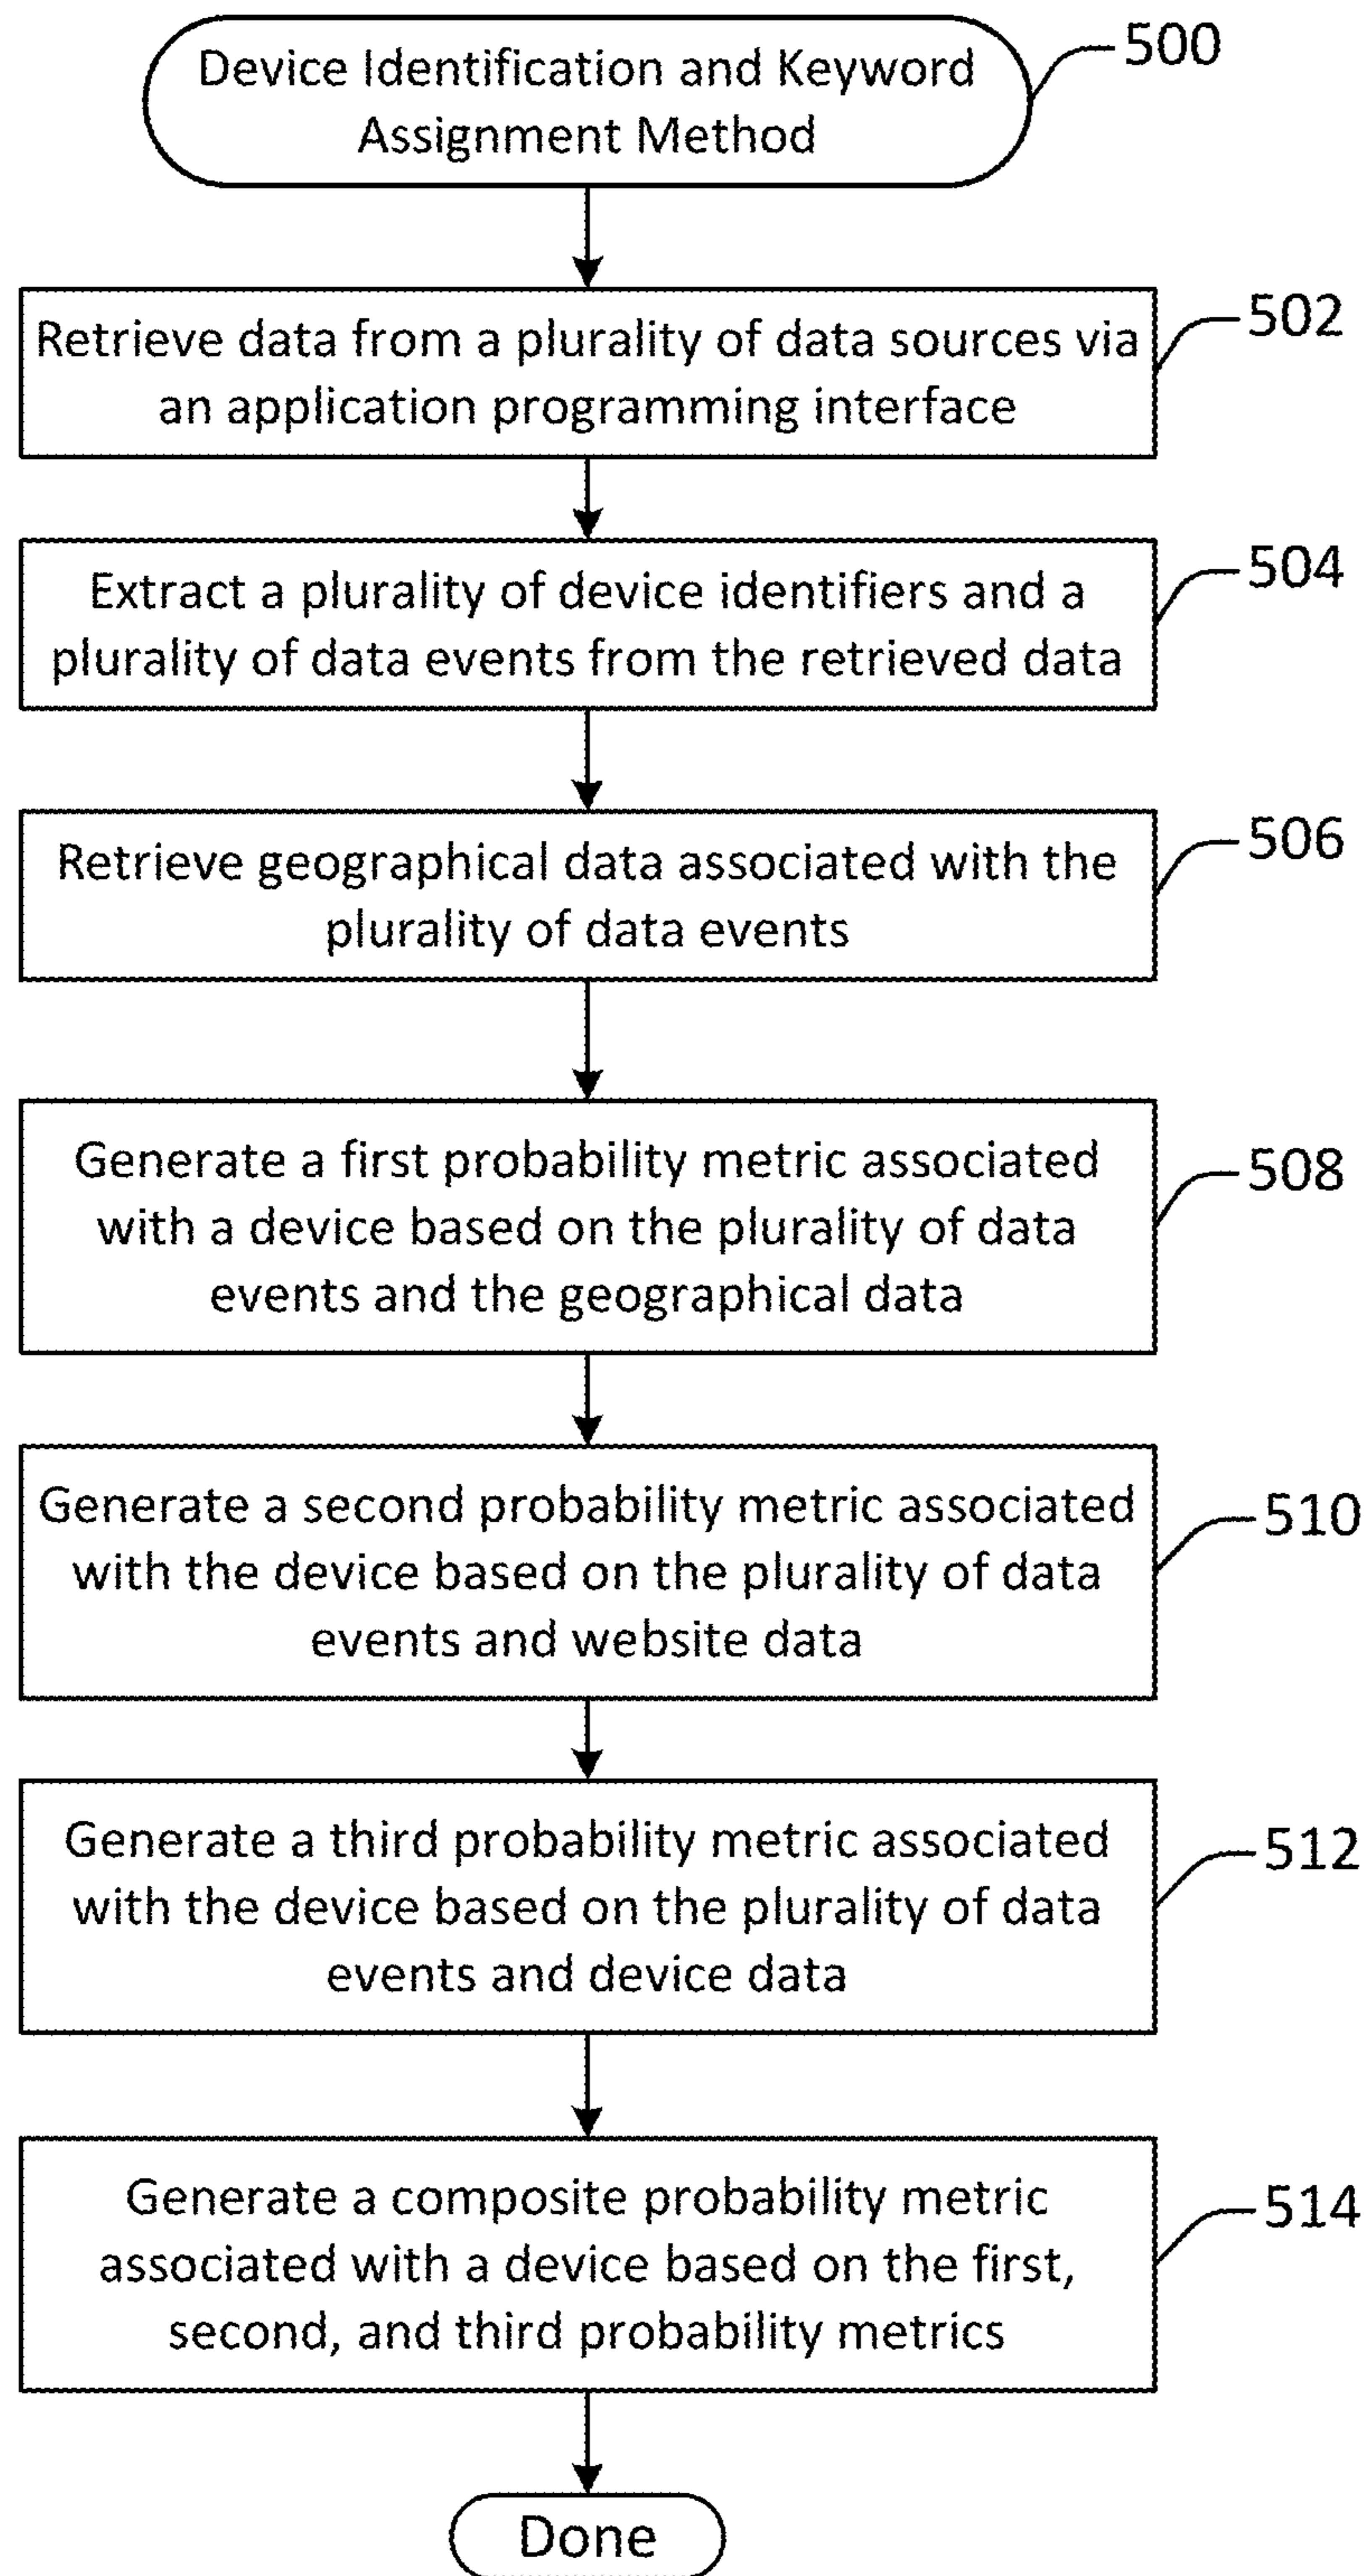 Device Identification and Keyword
Assignment Method
500
Retrieve data from a plurality of data sources via
an application programming interface
502
Extract a plurality of device identifiers and a
plurality of data events from the retrieved data
504
Retrieve geographical data associated with the
plurality of data events
506
Generate a first probability metric associated
with a device based on the plurality of data
events and the geographical data
508
Generate a second probability metric associated
with the device based on the plurality of data
events and website data
510
Generate a third probability metric associated
with the device based on the plurality of data
events and device data
512
Generate a composite probability metric
associated with a device based on the first,
second, and third probability metrics
514
Done